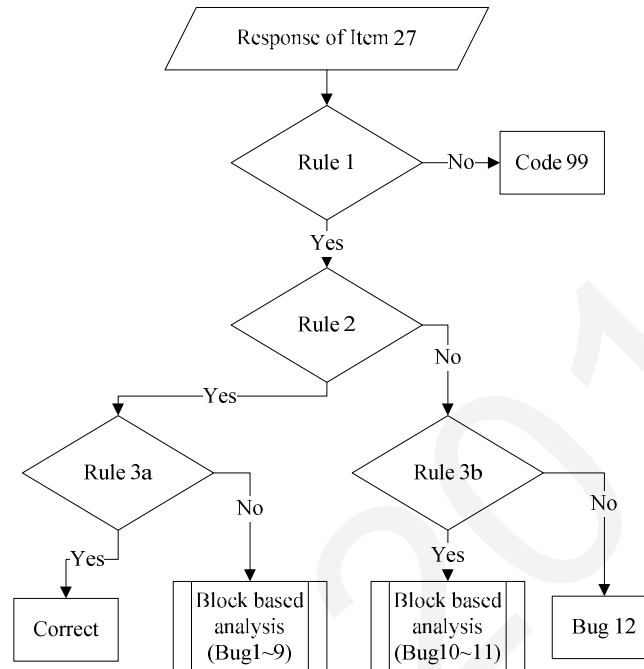 Response of Item 27
Rule 1
No
Code 99
Yes
Rule 2
No
Yes
Rule 3a
Rule 3b
No
No
Yes
Yes
Correct
Block based
analysis
(Bug1~9)
Block based
analysis
(Bug10~11)
Bug 12
201